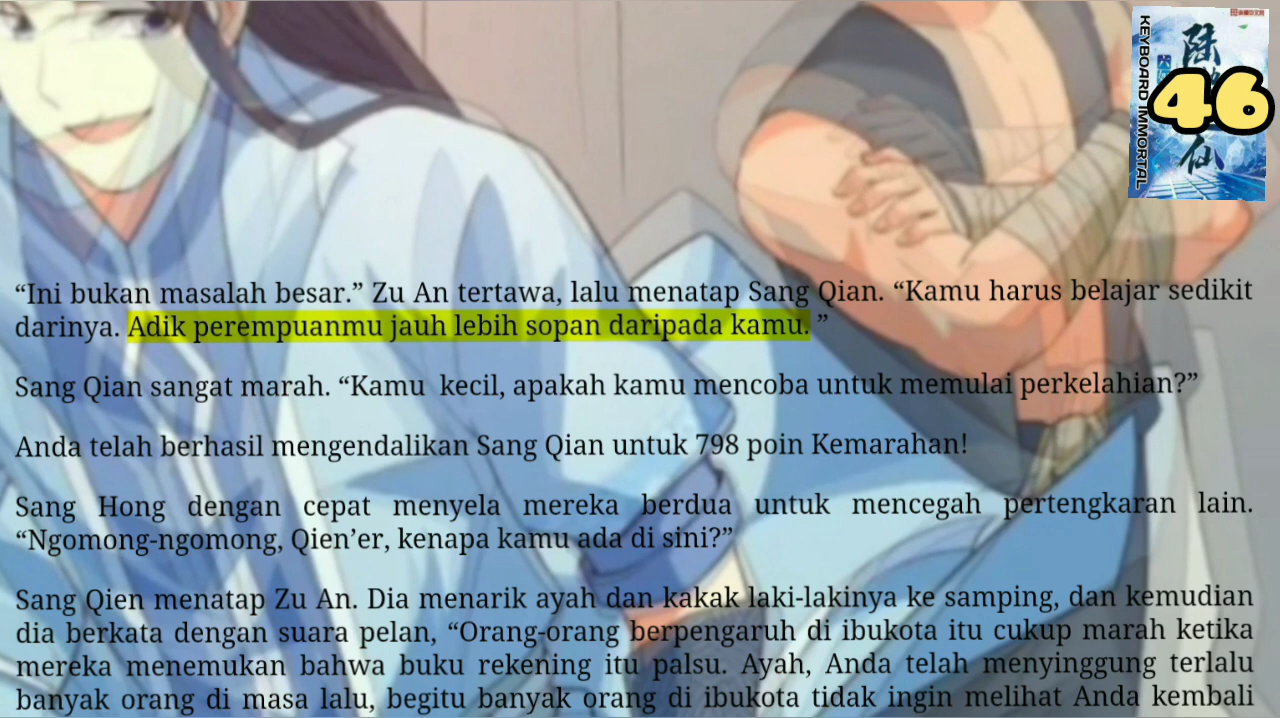 KEYBOARD IMMORTAL
46
“Ini bukan masalah besar.” Zu An tertawa, lalu menatap Sang Qian. “Kamu harus belajar sedikit
darinya. Adik perempuanmu jauh lebih sopan daripada kamu. ”
Sang Qian sangat marah. “Kamu  kecil, apakah kamu mencoba untuk memulai perkelahian?”
Anda telah berhasil mengendalikan Sang Qian untuk 798 poin Kemarahan!
Sang Hong dengan cepat menyela mereka berdua untuk mencegah pertengkaran lain.
“Ngomong-ngomong, Qien’er, kenapa kamu ada di sini?”
Sang Qien menatap Zu An. Dia menarik ayah dan kakak laki-lakinya ke samping, dan kemudian
dia berkata dengan suara pelan, “Orang-orang berpengaruh di ibukota itu cukup marah ketika
mereka menemukan bahwa buku rekening itu palsu. Ayah, Anda telah menyinggung terlalu
banyak orang di masa lalu, begitu banyak orang di ibukota tidak ingin melihat Anda kembali